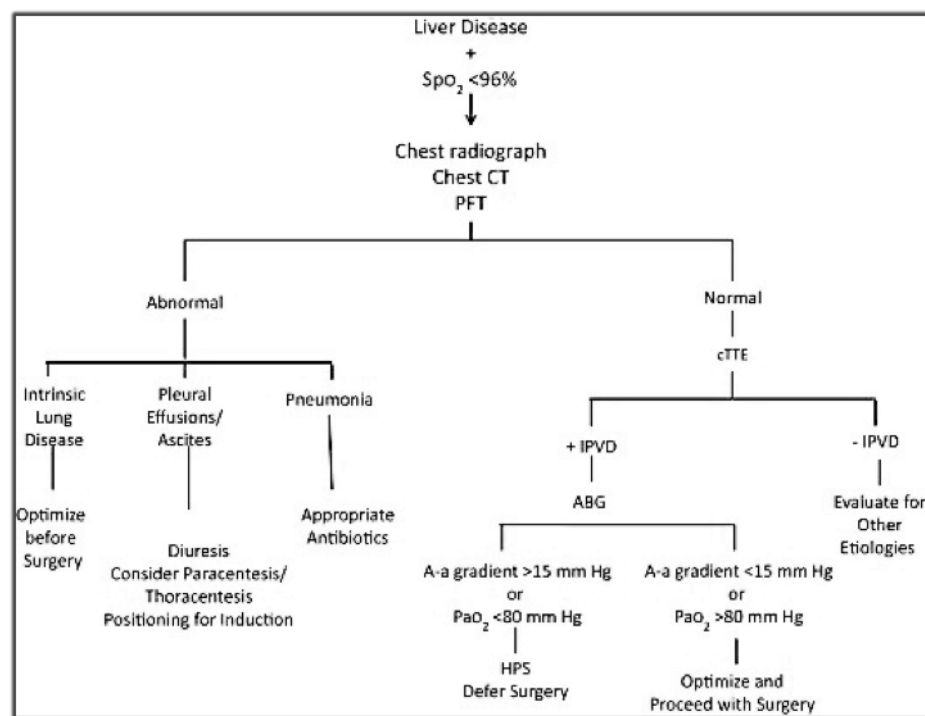 Liver Disease
+
SpO₂ <96%
Chest radiograph
Chest CT
PFT
Abnormal
Normal
cTTE
Intrinsic
Lung
Disease
Pleural
Effusions/
Ascites
Pneumonia
+ IPVD
- IPVD
Optimize
before
Surgery
Diuresis
Consider Paracentesis/
Thoracentesis
Positioning for Induction
Appropriate
Antibiotics
ABG
Evaluate for
Other
Etiologies
A-a gradient >15 mm Hg
or
PaO₂ <80 mm Hg
A-a gradient <15 mm Hg
or
PaO₂ >80 mm Hg
HPS
Defer Surgery
Optimize and
Proceed with Surgery